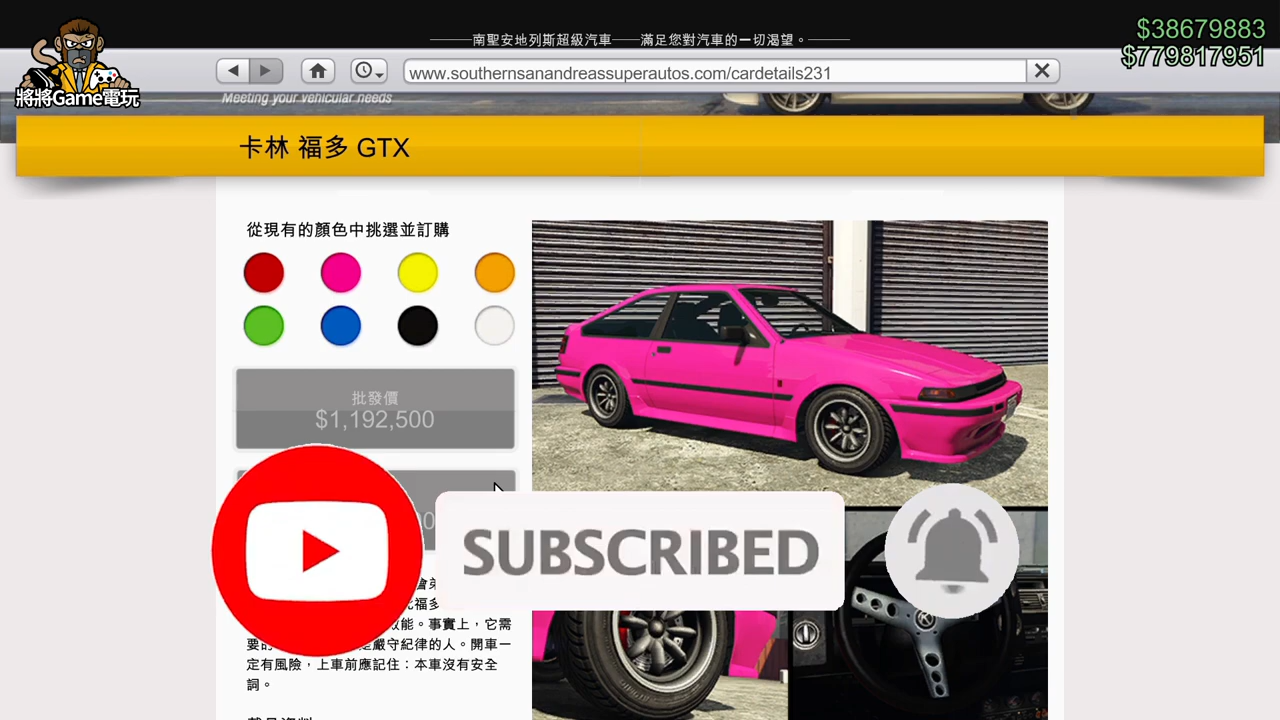 ———南聖安地列斯超級汽車——滿足您對汽車的一切渴望。———
$38679883
$779817951
將將Game電玩
www.southernsanandreassuperautos.com/cardetails231
Meeting your vehicular needs
卡林 福多 GTX
從現有的顏色中挑選並訂購
批發價
$1,192,500
SUBSCRIBED
效能。事實上，它需
要的
嚴守紀律的人。開車一
定有風險，上車前應記住：本車沒有安全
詞。